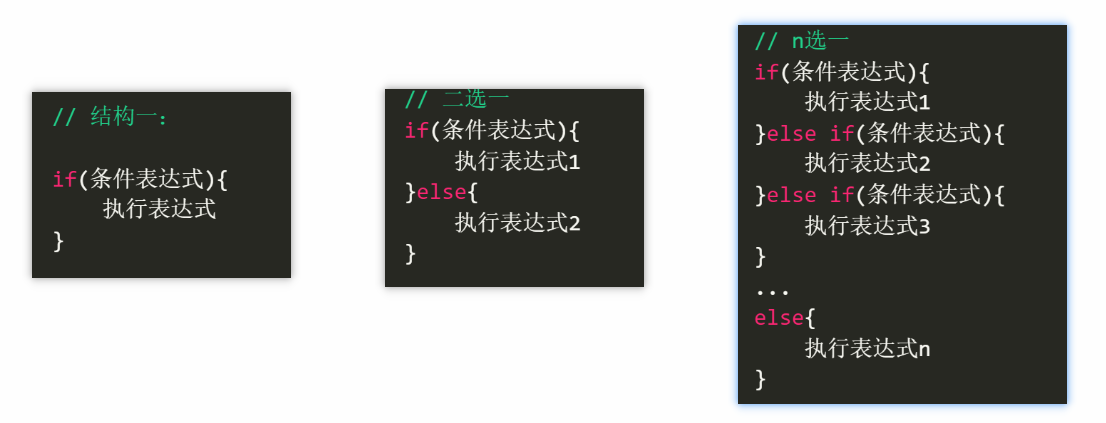 // 结构一：
if(条件表达式){
    执行表达式
}
// 二选一
if(条件表达式){
    执行表达式1
}else{
    执行表达式2
}
// n选一
if(条件表达式){
    执行表达式1
}else if(条件表达式){
    执行表达式2
}else if(条件表达式){
    执行表达式3
}
...
else{
    执行表达式n
}